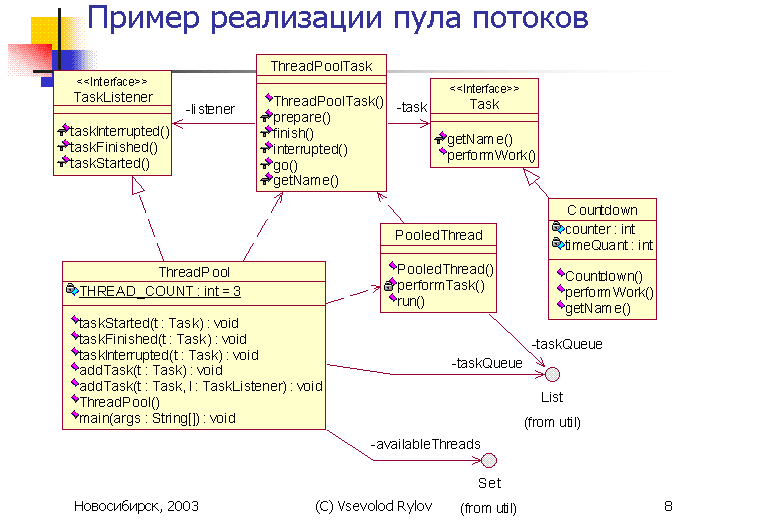 Пример реализации пула потоков
<<Interface>>
TaskListener
taskInterrupted()
taskFinished()
taskStarted()
-listener
ThreadPoolTask
ThreadPoolTask()
prepare()
finish()
interrupted()
go()
getName()
-task
<<Interface>>
Task
getName()
performWork()
Countdown
counter : int
timeQuant : int
Countdown()
performWork()
getName()
PooledThread
PooledThread()
performTask()
run()
ThreadPool
THREAD_COUNT : int = 3
taskStarted(t : Task) : void
taskFinished(t : Task) : void
taskInterrupted(t : Task) : void
addTask(t : Task) : void
addTask(t : Task, l : TaskListener) : void
ThreadPool()
main(args : String[]) : void
-taskQueue
-taskQueue
List
(from util)
-availableThreads
Set
(from util)
Новосибирск, 2003
(C) Vsevolod Rylov
8